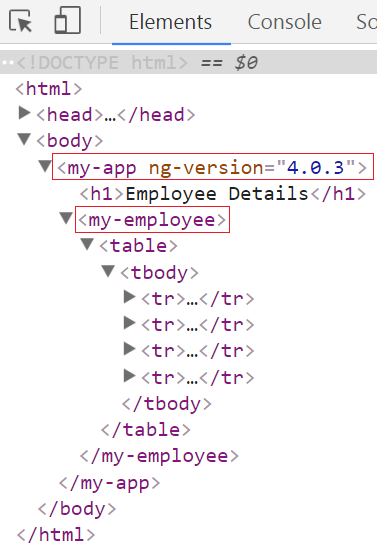 Elements Console So
<!DOCTYPE html> == $0
<html>
<head>…</head>
<body>
<my-app ng-version="4.0.3">
<h1>Employee Details</h1>
<my-employee>
<table>
<tbody>
<tr>…</tr>
<tr>…</tr>
<tr>…</tr>
<tr>…</tr>
</tbody>
</table>
</my-employee>
</my-app>
</body>
</html>